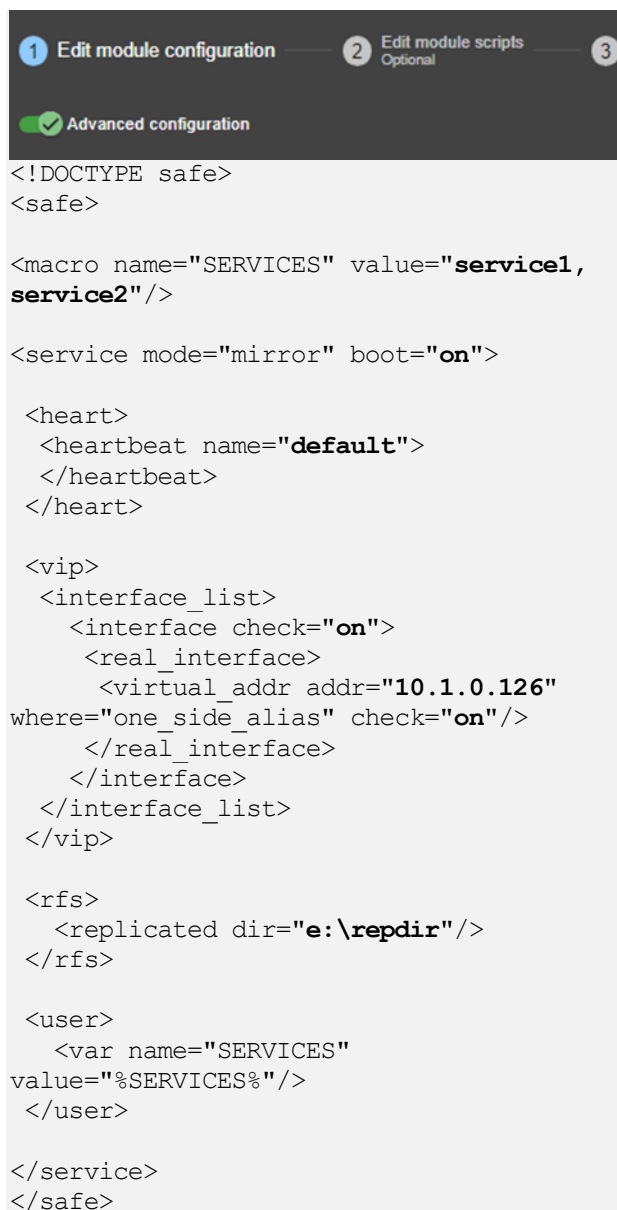 1 Edit module configuration 2 Edit module scripts 3
Optional
Advanced configuration
<!DOCTYPE safe>
<safe>
<macro name="SERVICES" value="service1,
service2"/>
<service mode="mirror" boot="on">
<heart>
<heartbeat name="default">
</heartbeat>
</heart>
<vip>
<interface_list>
<interface check="on">
<real_interface>
<virtual_addr addr="10.1.0.126"
where="one_side_alias" check="on"/>
</real_interface>
</interface>
</interface_list>
</vip>
<rfs>
<replicated dir="e:\repdir"/>
</rfs>
<user>
<var name="SERVICES"
value="%SERVICES%"/>
</user>
</service>
</safe>